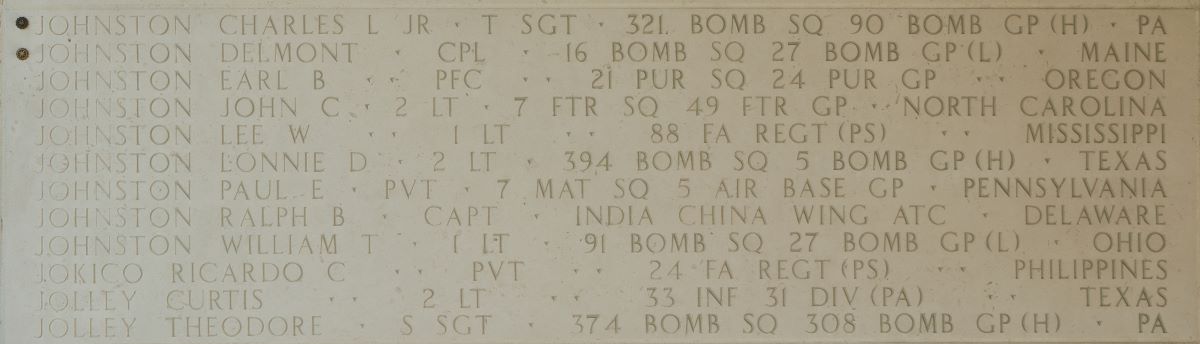 JOHNSTON CHARLES L JR · T SGT · 321 BOMB SQ 90 BOMB GP (H) · PA
JOHNSTON DELMONT · CPL · 16 BOMB SQ 27 BOMB GP (L) · MAINE
JOHNSTON EARL B · · PFC · · 21 PUR SQ 24 PUR GP · · OREGON
JOHNSTON JOHN C · 2 LT · 7 FTR SQ 49 FTR GP · NORTH CAROLINA
JOHNSTON LEE W · · 1 LT · · 88 FA REGT (PS) · · MISSISSIPPI
JOHNSTON LONNIE D · 2 LT · 394 BOMB SQ 5 BOMB GP (H) · TEXAS
JOHNSTON PAUL E · PVT · 7 MAT SQ 5 AIR BASE GP · PENNSYLVANIA
JOHNSTON RALPH B · CAPT · INDIA CHINA WING ATC · DELAWARE
JOHNSTON WILLIAM T · 1 LT · 91 BOMB SQ 27 BOMB GP (L) · OHIO
JOKICO RICARDO C · · PVT · · 24 FA REGT (PS) · · PHILIPPINES
JOLLEY CURTIS · · 2 LT · · 33 INF 31 DIV (PA) · · TEXAS
JOLLEY THEODORE · S SGT · 374 BOMB SQ 308 BOMB GP (H) · PA